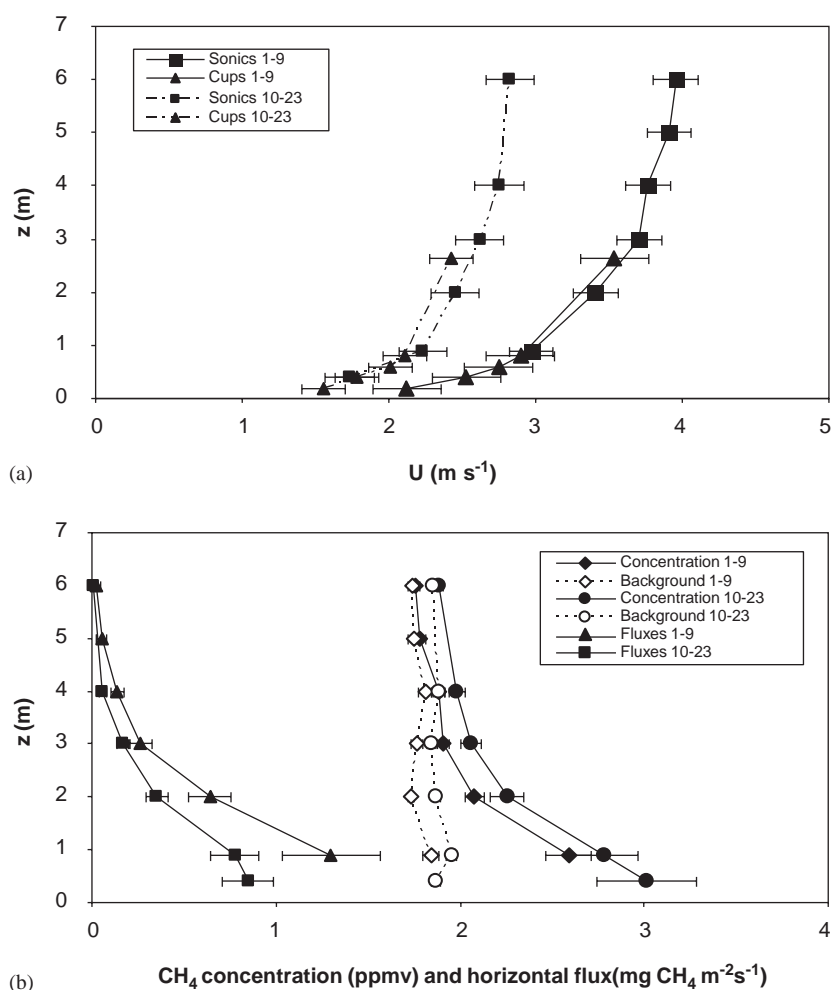 7
6
5
4
3
2
1
0
z (m)
Sonics 1-9
Cups 1-9
Sonics 10-23
Cups 10-23
0 1 2 3 4 5
U (m s⁻¹)
(a)
7
6
5
4
3
2
1
0
z (m)
Concentration 1-9
Background 1-9
Concentration 10-23
Background 10-23
Fluxes 1-9
Fluxes 10-23
0 1 2 3 4
CH₄ concentration (ppmv) and horizontal flux(mg CH₄ m⁻²s⁻¹)
(b)